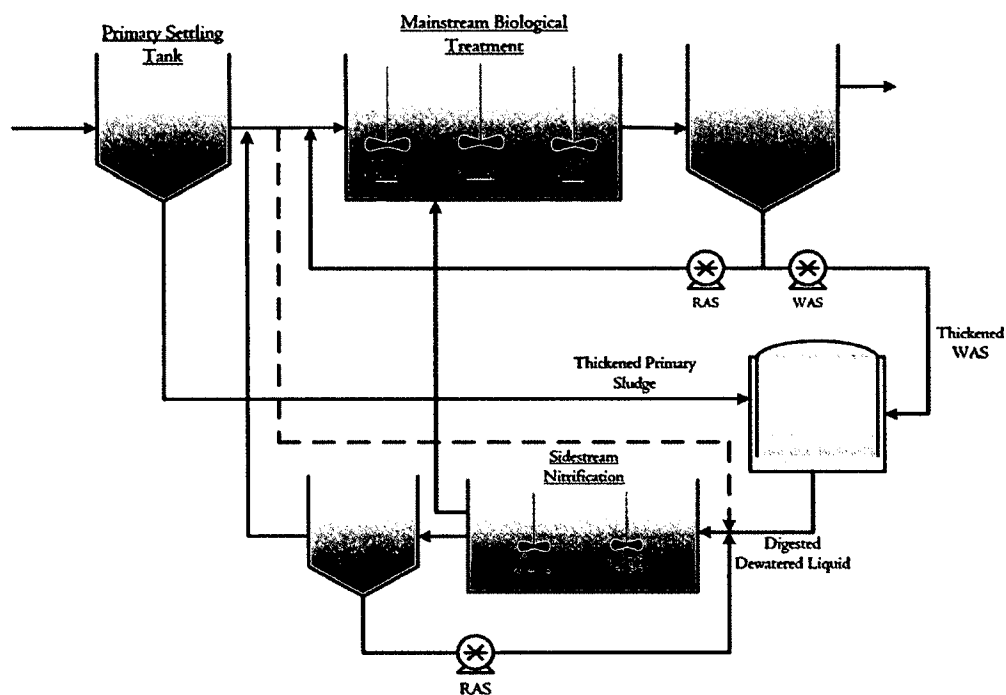 Primary Settling
Tank
Mainstream Biological
Treatment
RAS
WAS
Thickened
WAS
Thickened Primary
Sludge
Sidestream
Nitrification
Digested
Dewatered Liquid
RAS